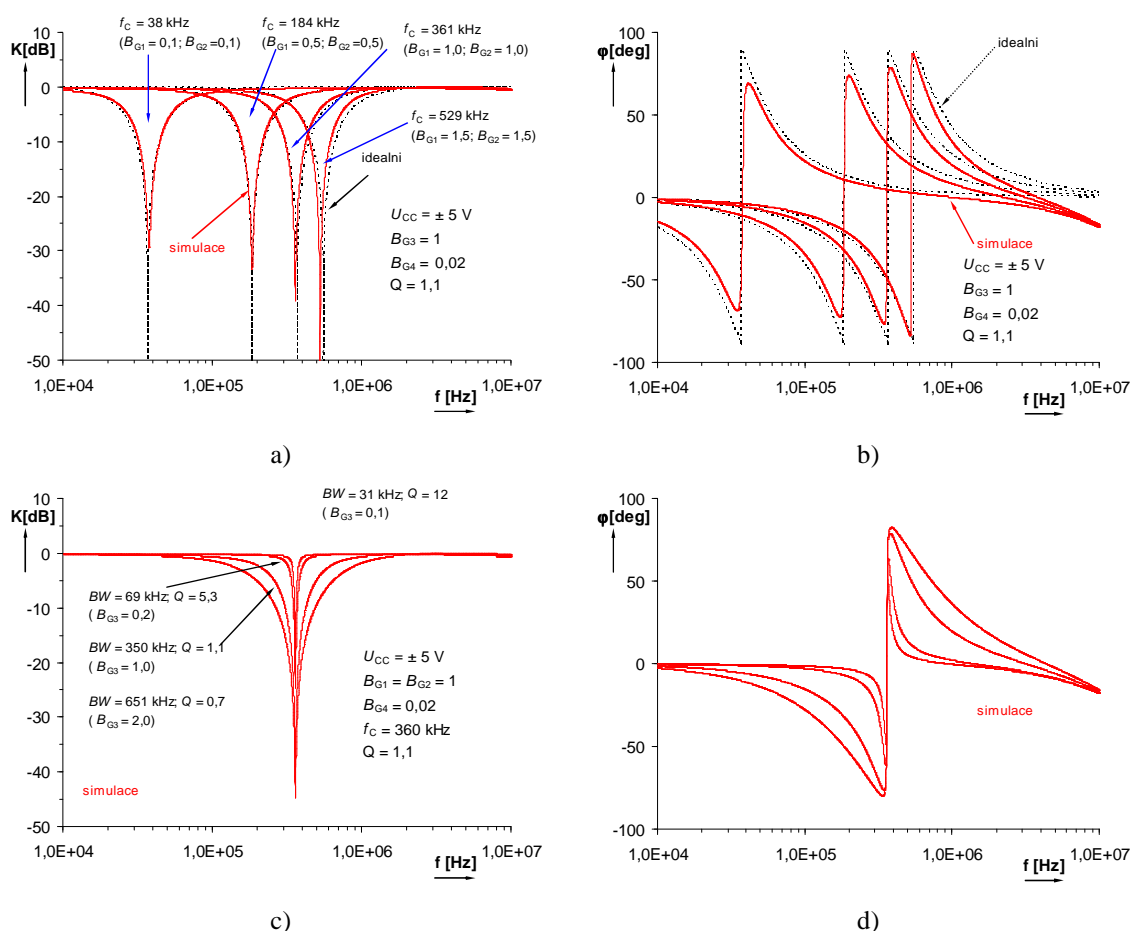 f_C = 38 kHz
(B_G1 = 0,1; B_G2 = 0,1)
f_C = 184 kHz
(B_G1 = 0,5; B_G2 = 0,5)
f_C = 361 kHz
(B_G1 = 1,0; B_G2 = 1,0)
f_C = 529 kHz
(B_G1 = 1,5; B_G2 = 1,5)
idealni
K[dB]
10
0
-10
-20
-30
-40
-50
simulace
U_CC = ± 5 V
B_G3 = 1
B_G4 = 0,02
Q = 1,1
1,0E+04
1,0E+05
1,0E+06
1,0E+07
f [Hz]
a)
φ[deg]
100
50
0
-50
-100
idealni
simulace
U_CC = ± 5 V
B_G3 = 1
B_G4 = 0,02
Q = 1,1
1,0E+04
1,0E+05
1,0E+06
1,0E+07
f [Hz]
b)
K[dB]
10
0
-10
-20
-30
-40
-50
BW = 31 kHz; Q = 12
( B_G3 = 0,1)
BW = 69 kHz; Q = 5,3
( B_G3 = 0,2)
BW = 350 kHz; Q = 1,1
( B_G3 = 1,0)
BW = 651 kHz; Q = 0,7
( B_G3 = 2,0)
U_CC = ± 5 V
B_G1 = B_G2 = 1
B_G4 = 0,02
f_C = 360 kHz
Q = 1,1
simulace
1,0E+04
1,0E+05
1,0E+06
1,0E+07
f [Hz]
c)
φ[deg]
100
50
0
-50
-100
simulace
1,0E+04
1,0E+05
1,0E+06
1,0E+07
f [Hz]
d)